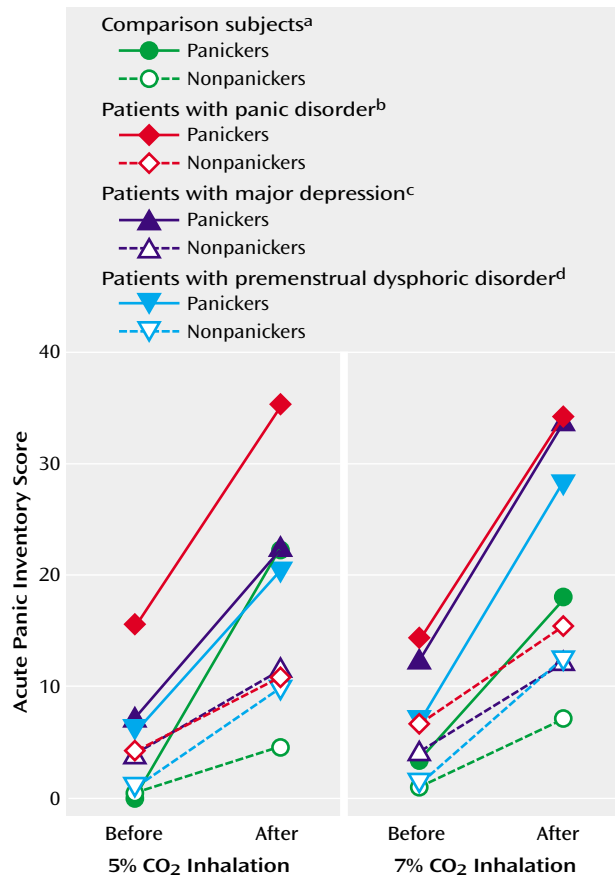 Comparison subjectsᵃ
Panickers
Nonpanickers
Patients with panic disorderᵇ
Panickers
Nonpanickers
Patients with major depressionᶜ
Panickers
Nonpanickers
Patients with premenstrual dysphoric disorderᵈ
Panickers
Nonpanickers
Acute Panic Inventory Score
40
30
20
10
0
Before After Before After
5% CO₂ Inhalation 7% CO₂ Inhalation